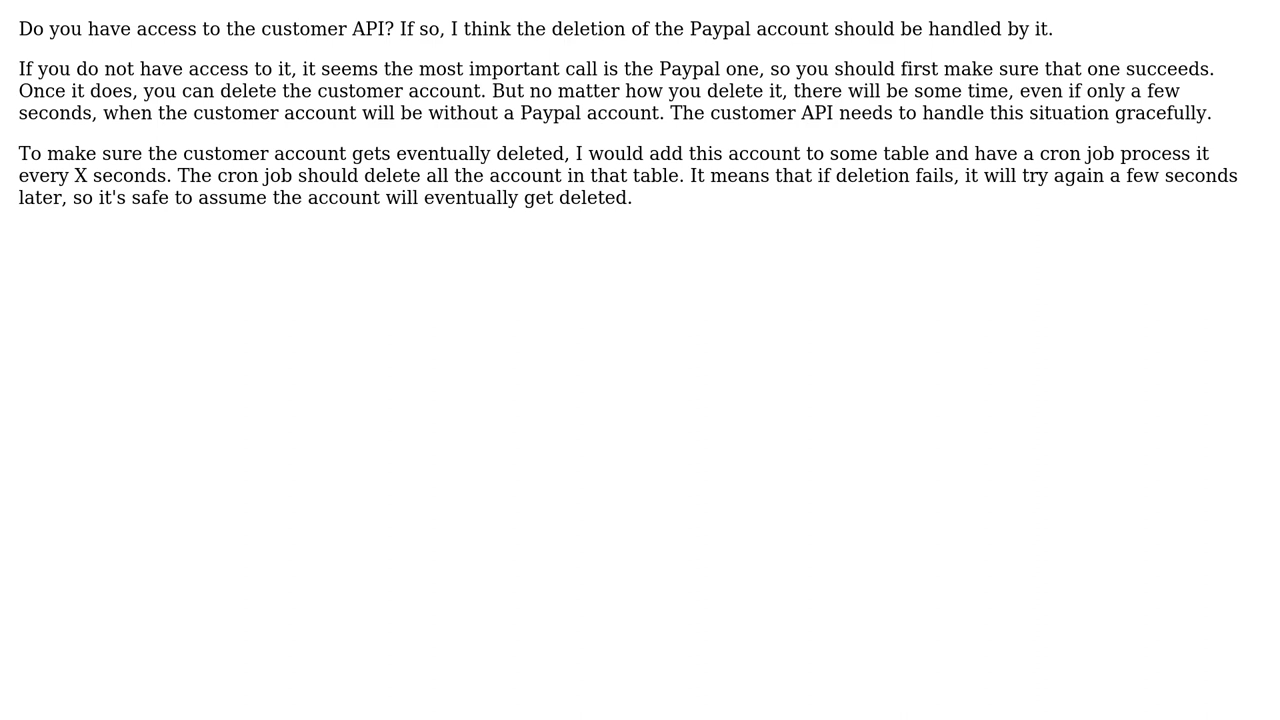 Do you have access to the customer API? If so, I think the deletion of the Paypal account should be handled by it.
If you do not have access to it, it seems the most important call is the Paypal one, so you should first make sure that one succeeds.
Once it does, you can delete the customer account. But no matter how you delete it, there will be some time, even if only a few
seconds, when the customer account will be without a Paypal account. The customer API needs to handle this situation gracefully.
To make sure the customer account gets eventually deleted, I would add this account to some table and have a cron job process it
every X seconds. The cron job should delete all the account in that table. It means that if deletion fails, it will try again a few seconds
later, so it's safe to assume the account will eventually get deleted.